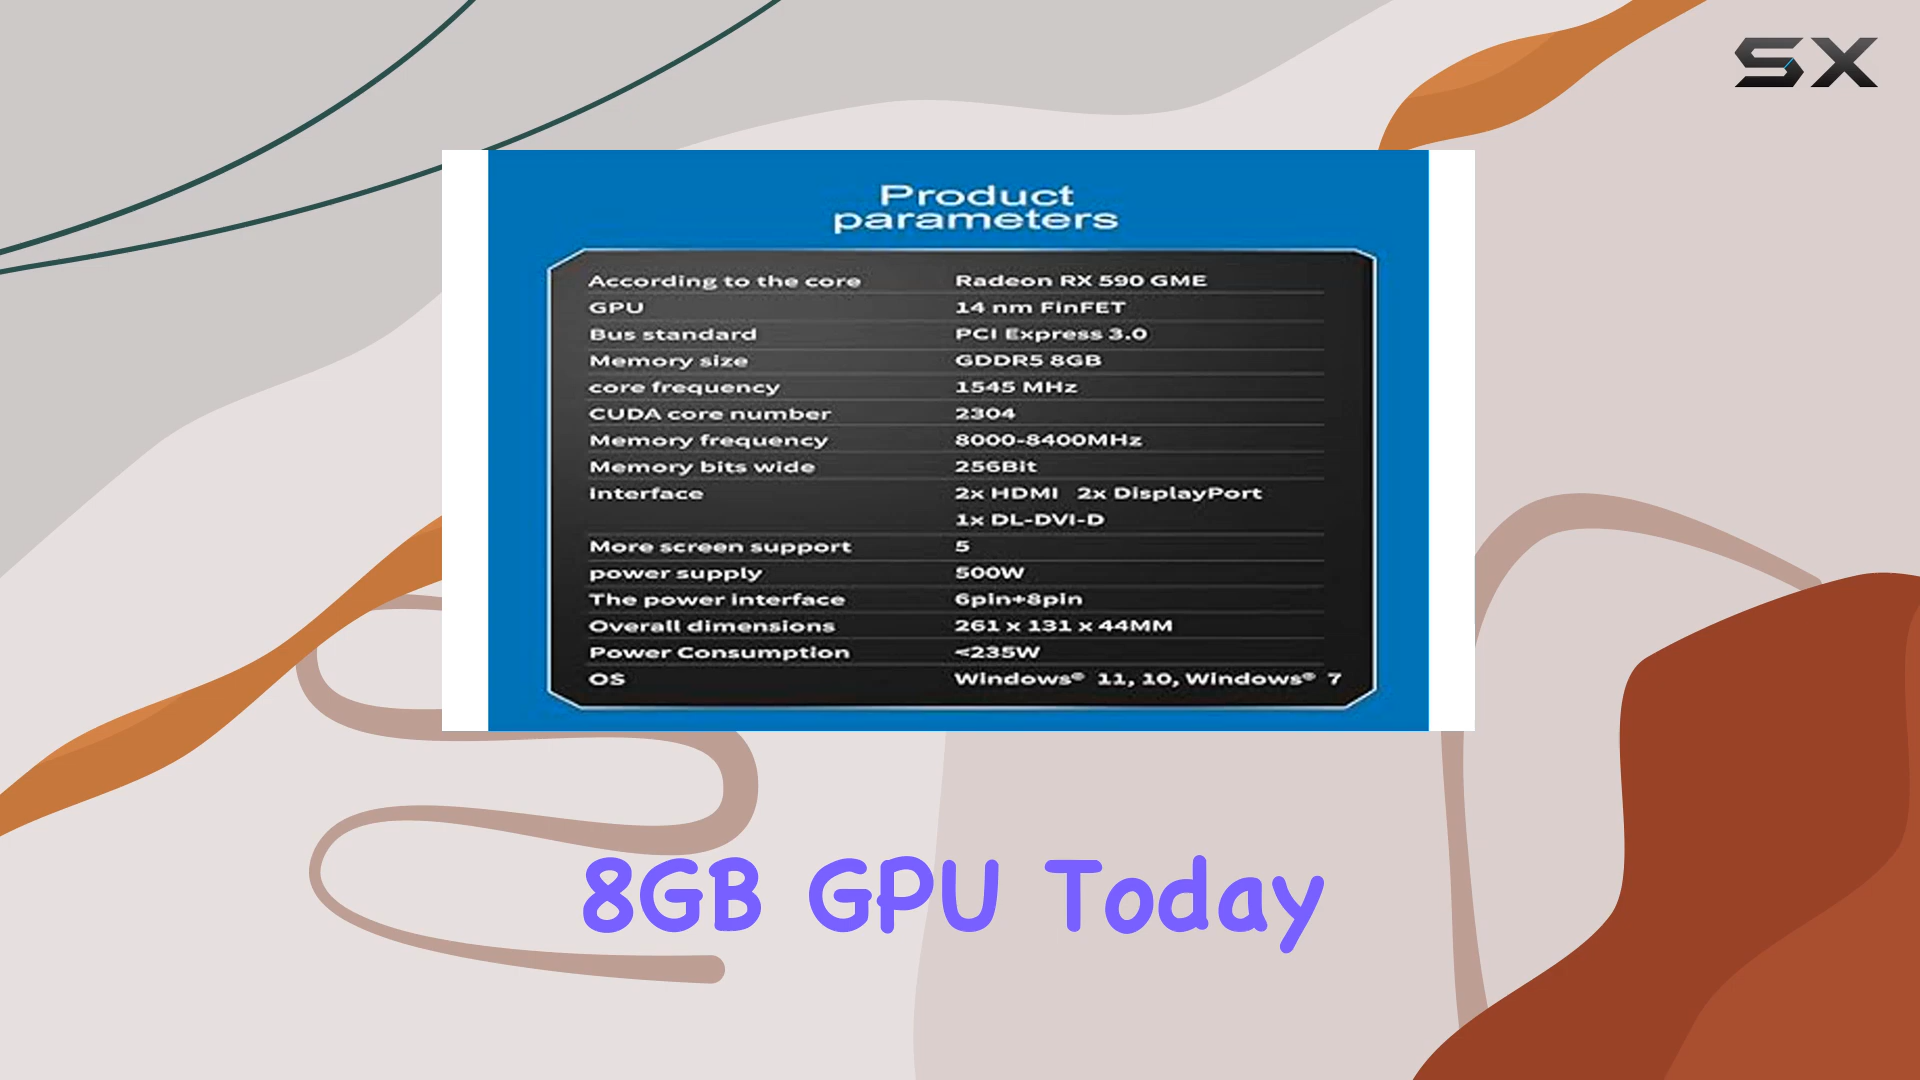 SX
Product
parameters
According to the core Radeon RX 590 GME
GPU 14 nm FinFET
Bus standard PCI Express 3.0
Memory size GDDR5 8GB
core frequency 1545 MHz
CUDA core number 2304
Memory frequency 8000-8400MHz
Memory bits wide 256Bit
Interface 2x HDMI 2x DisplayPort
1x DL-DVI-D
More screen support 5
power supply 500W
The power interface 6pin+8pin
Overall dimensions 261 x 131 x 44MM
Power Consumption <235W
OS Windows® 11, 10, Windows® 7
8GB GPU Today